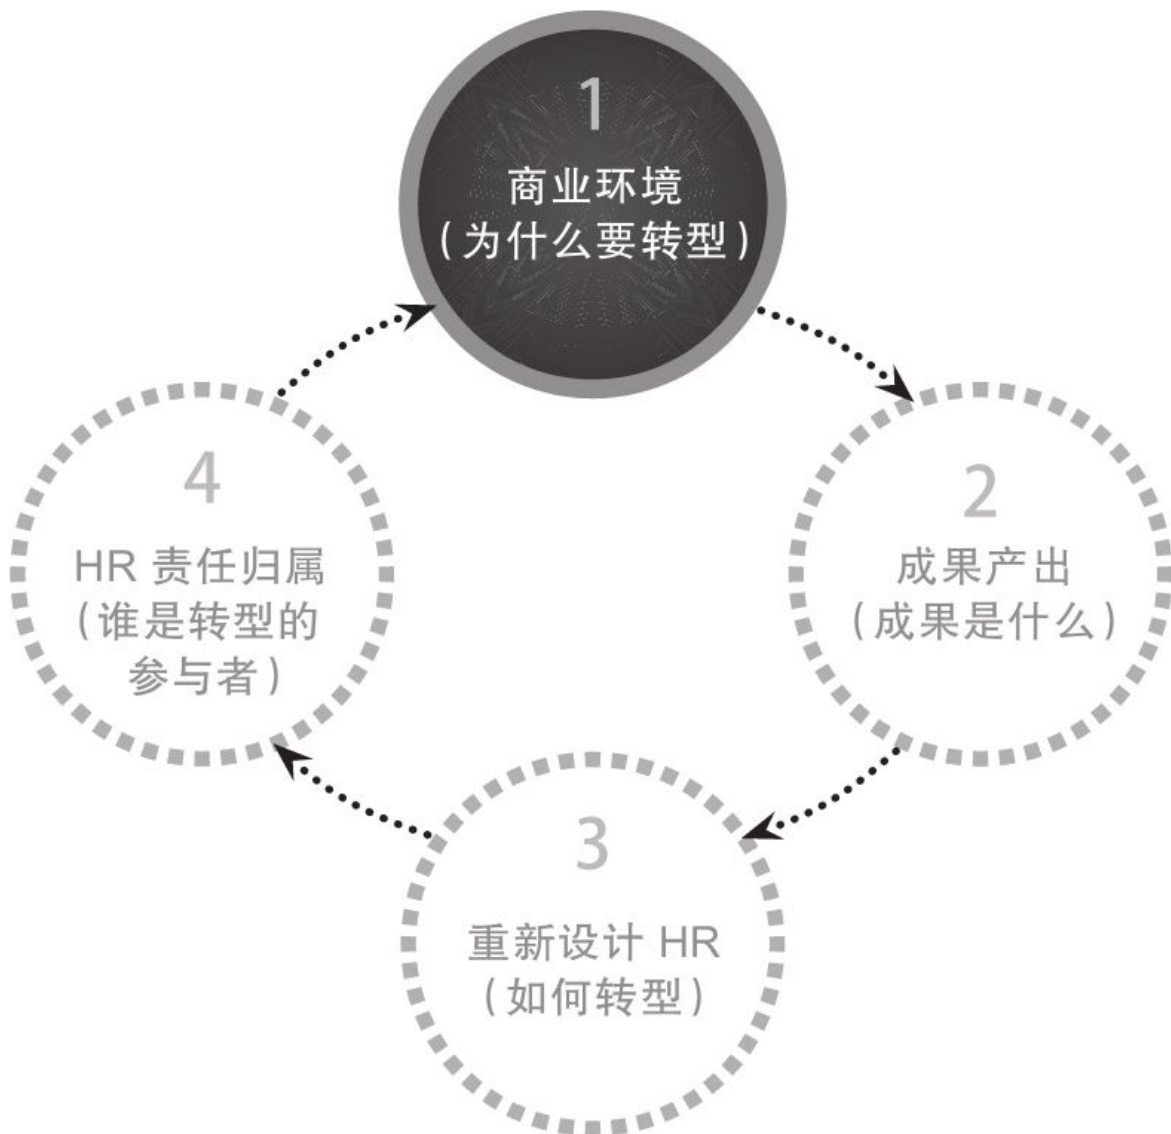 1
商业环境
（为什么要转型）
2
成果产出
（成果是什么）
3
重新设计 HR
（如何转型）
4
HR 责任归属
（谁是转型的
参与者）